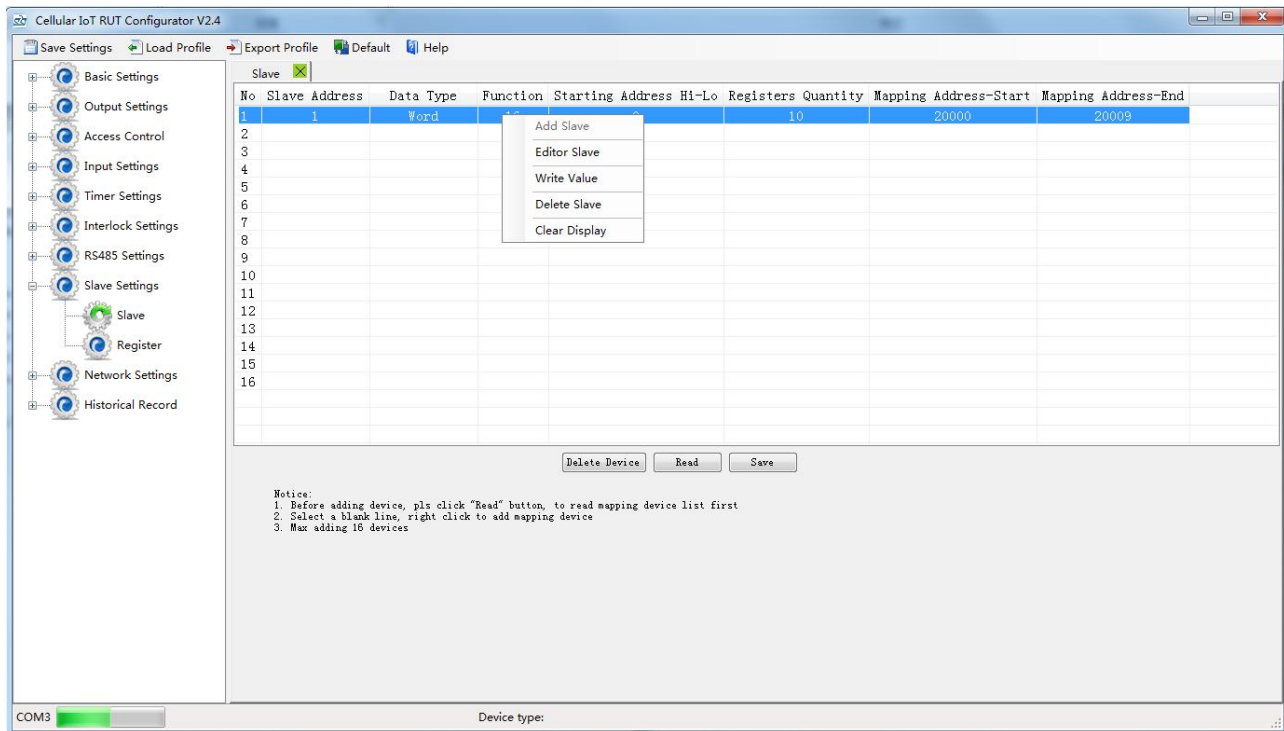 Cellular IoT RUT Configurator V2.4
Save Settings Load Profile Export Profile Default Help
Basic Settings
Output Settings
Access Control
Input Settings
Timer Settings
Interlock Settings
RS485 Settings
Slave Settings
Slave
Register
Network Settings
Historical Record
Slave
No Slave Address Data Type Function Starting Address Hi-Lo Registers Quantity Mapping Address-Start Mapping Address-End
1 1 Word 10 20000 20009
2
3
4
5
6
7
8
9
10
11
12
13
14
15
16
Add Slave
Editor Slave
Write Value
Delete Slave
Clear Display
Delete Device Read Save
Notice:
1. Before adding device, pls click "Read" button, to read mapping device list first
2. Select a blank line, right click to add mapping device
3. Max adding 16 devices
COM3 Device type: